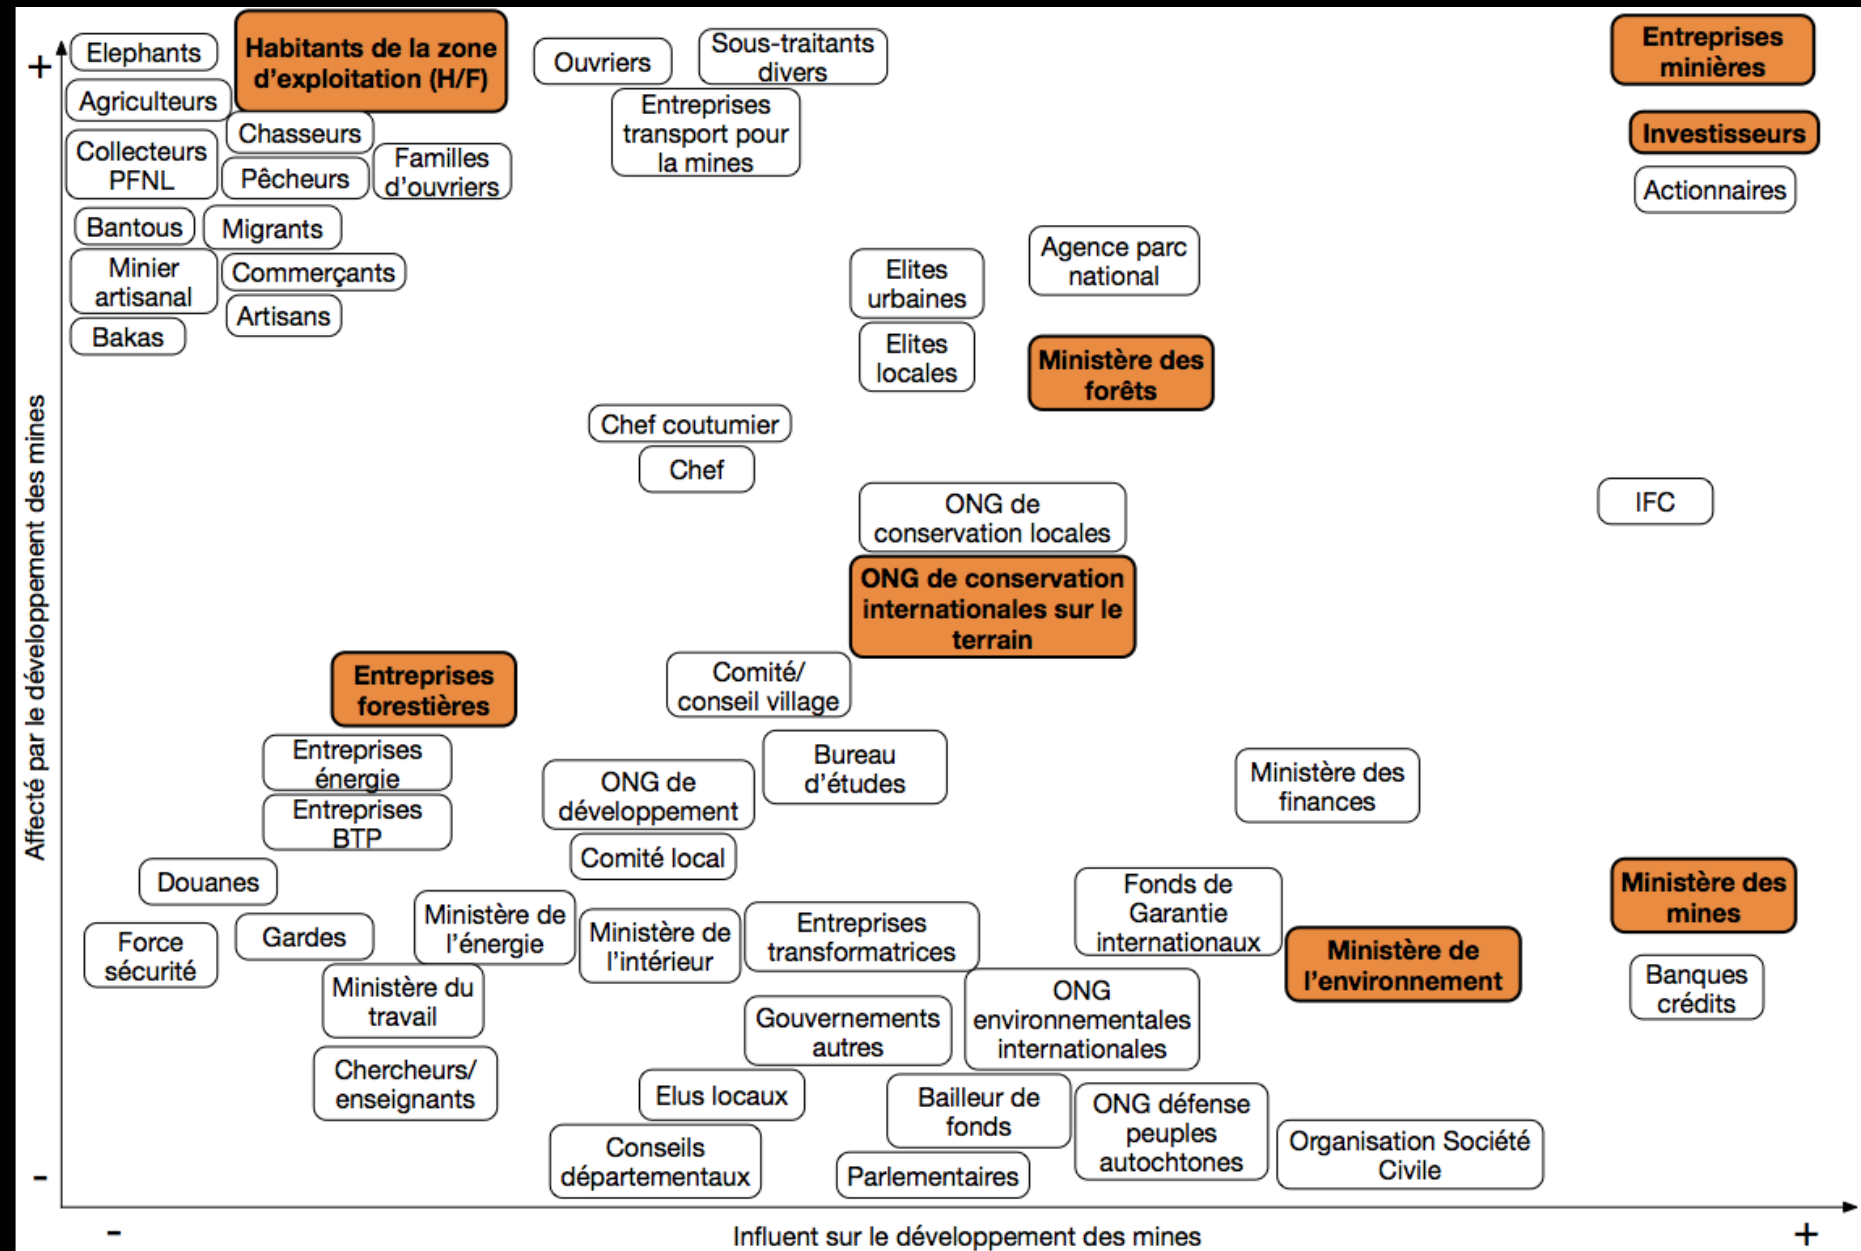 +
Elephants
Habitants de la zone
d'exploitation (H/F)
Ouvriers
Sous-traitants
divers
Entreprises
minières
Agriculteurs
Entreprises
transport pour
la mines
Chasseurs
Investisseurs
Collecteurs
PFNL
Pêcheurs
Familles
d'ouvriers
Actionnaires
Bantous
Migrants
Agence parc
national
Minier
artisanal
Commerçants
Elites
urbaines
Artisans
Bakas
Elites
locales
Ministère des
forêts
Chef coutumier
Chef
ONG de
conservation locales
IFC
ONG de conservation
internationales sur le
terrain
Affecté par le développement des mines
Entreprises
forestières
Comité/
conseil village
Entreprises
énergie
Bureau
d'études
ONG de
développement
Ministère des
finances
Entreprises
BTP
Comité local
Douanes
Fonds de
Garantie
internationaux
Ministère des
mines
Force
sécurité
Gardes
Ministère de
l'énergie
Ministère de
l'intérieur
Entreprises
transformatrices
Ministère de
l'environnement
Ministère du
travail
ONG
environnementales
internationales
Banques
crédits
Gouvernements
autres
Chercheurs/
enseignants
Elus locaux
Bailleur de
fonds
ONG défense
peuples
autochtones
Conseils
départementaux
Parlementaires
Organisation Société
Civile
-
-
Influent sur le développement des mines
+